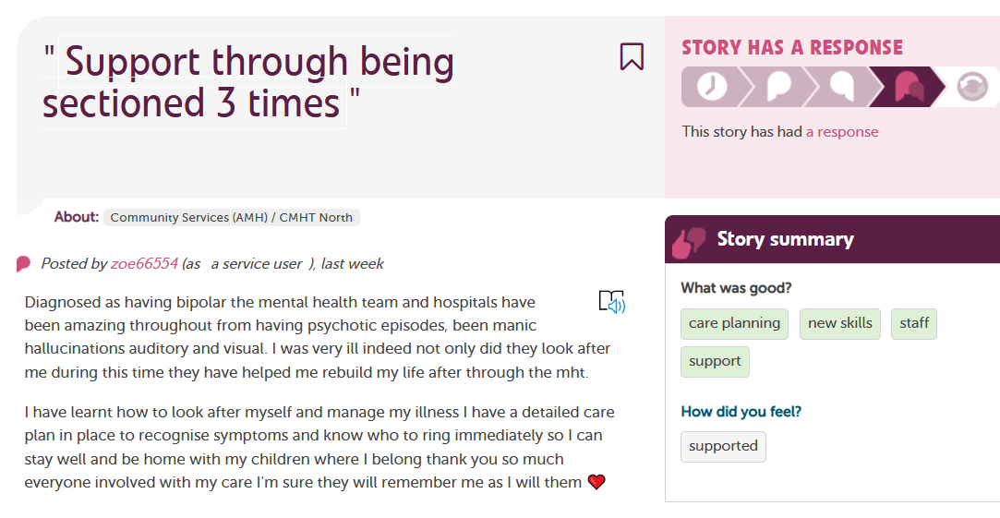 " Support through being
sectioned 3 times "
STORY HAS A RESPONSE
This story has had a response
About: Community Services (AMH) / CMHT North
Posted by zoe66554 (as a service user ), last week
Diagnosed as having bipolar the mental health team and hospitals have
been amazing throughout from having psychotic episodes, been manic
hallucinations auditory and visual. I was very ill indeed not only did they look after
me during this time they have helped me rebuild my life after through the mht.
I have learnt how to look after myself and manage my illness I have a detailed care
plan in place to recognise symptoms and know who to ring immediately so I can
stay well and be home with my children where I belong thank you so much
everyone involved with my care I'm sure they will remember me as I will them ❤
Story summary
What was good?
care planning new skills staff
support
How did you feel?
supported